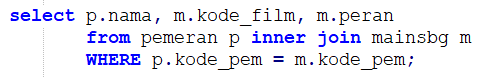 select p.nama, m.kode_film, m.peran
from pemeran p inner join mainsbg m
WHERE p.kode_pem = m.kode_pem;